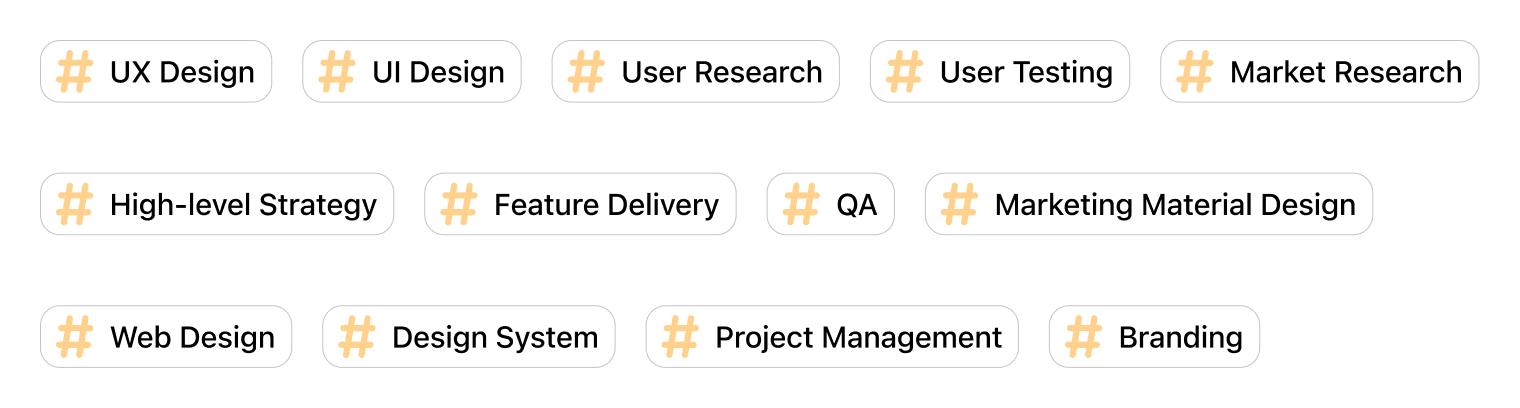 # UX Design # UI Design # User Research # User Testing # Market Research
# High-level Strategy # Feature Delivery # QA # Marketing Material Design
# Web Design # Design System # Project Management # Branding